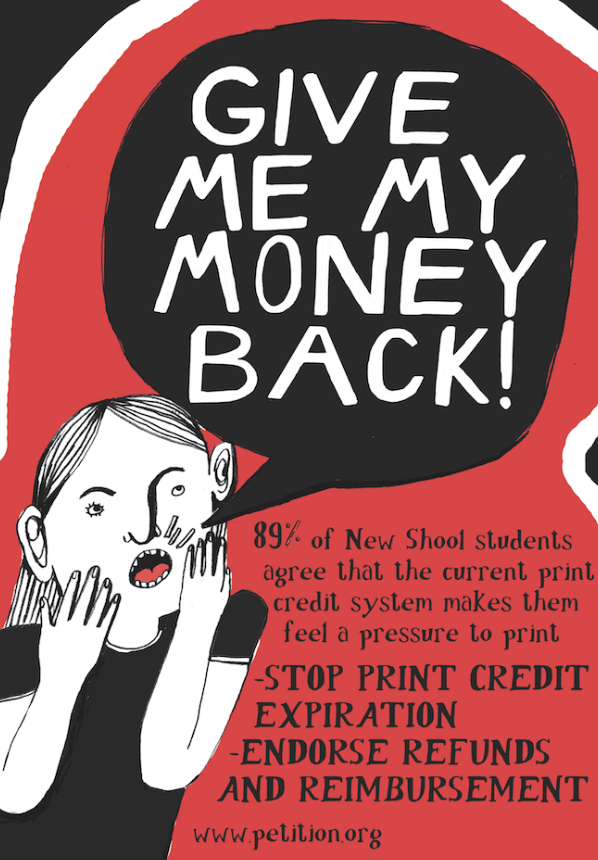 GIVE
ME MY
MONEY
BACK!
89% of New Shool students
agree that the current print
credit system makes them
feel a pressure to print
-STOP PRINT CREDIT
EXPIRATION
-ENDORSE REFUNDS
AND REIMBURSEMENT
www.petition.org